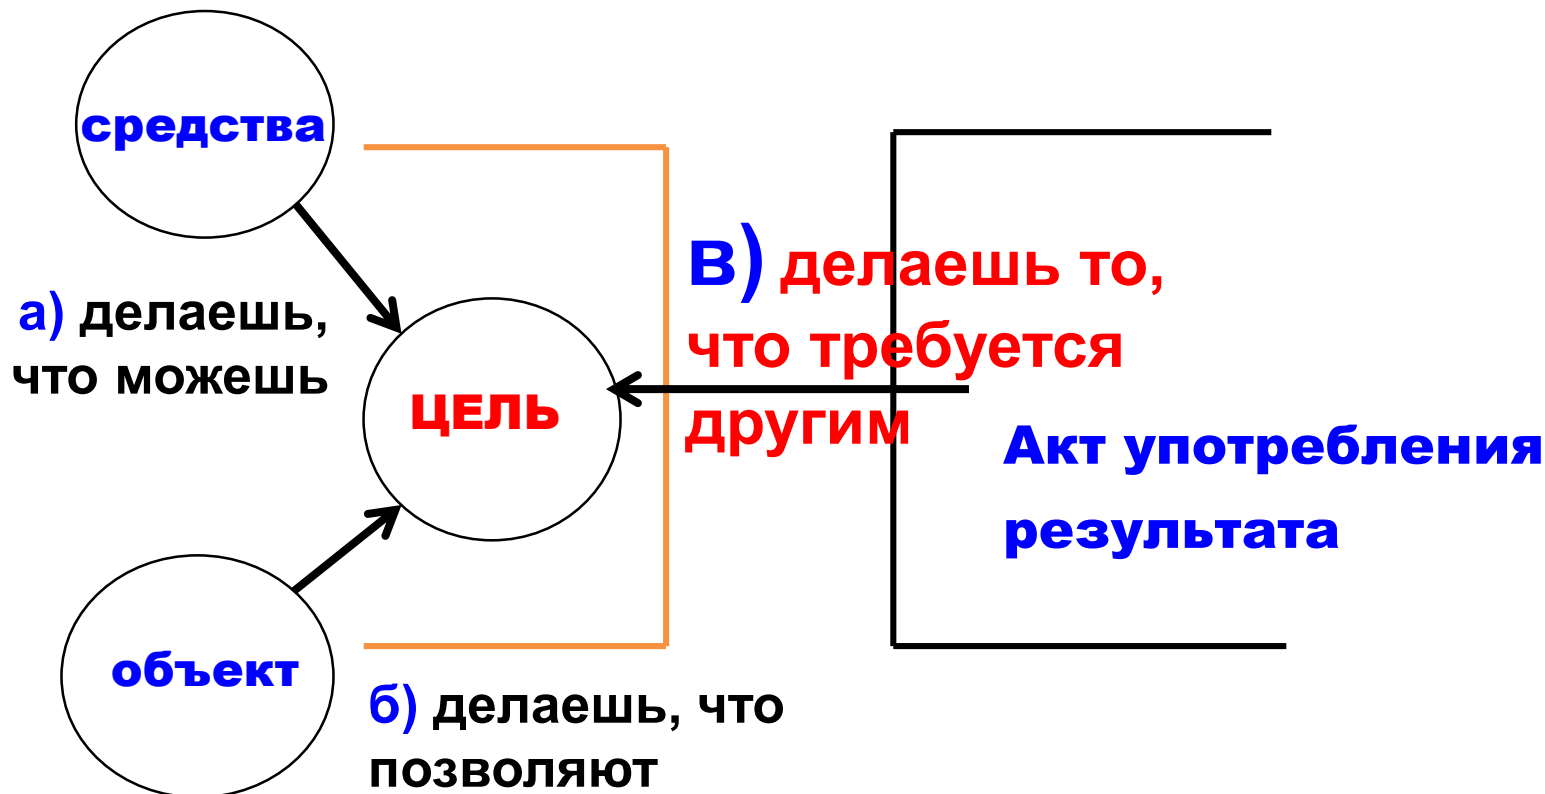 средства
а) делаешь,
что можешь
ЦЕЛЬ
в) делаешь то,
что требуется
другим
Акт употребления
результата
объект
б) делаешь, что
позволяют